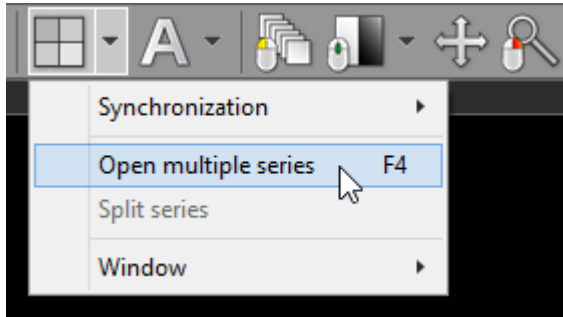 A
Synchronization
Open multiple series F4
Split series
Window